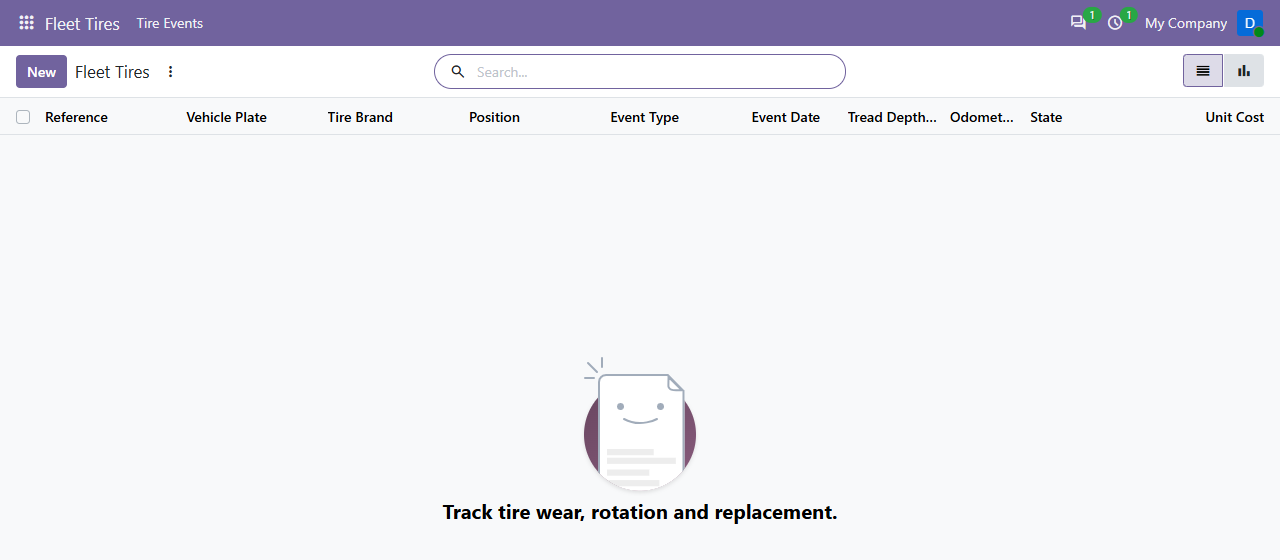 Fleet Tires Tire Events 1 1 My Company D
New Fleet Tires Search...
Reference Vehicle Plate Tire Brand Position Event Type Event Date Tread Depth... Odomet... State Unit Cost
Track tire wear, rotation and replacement.